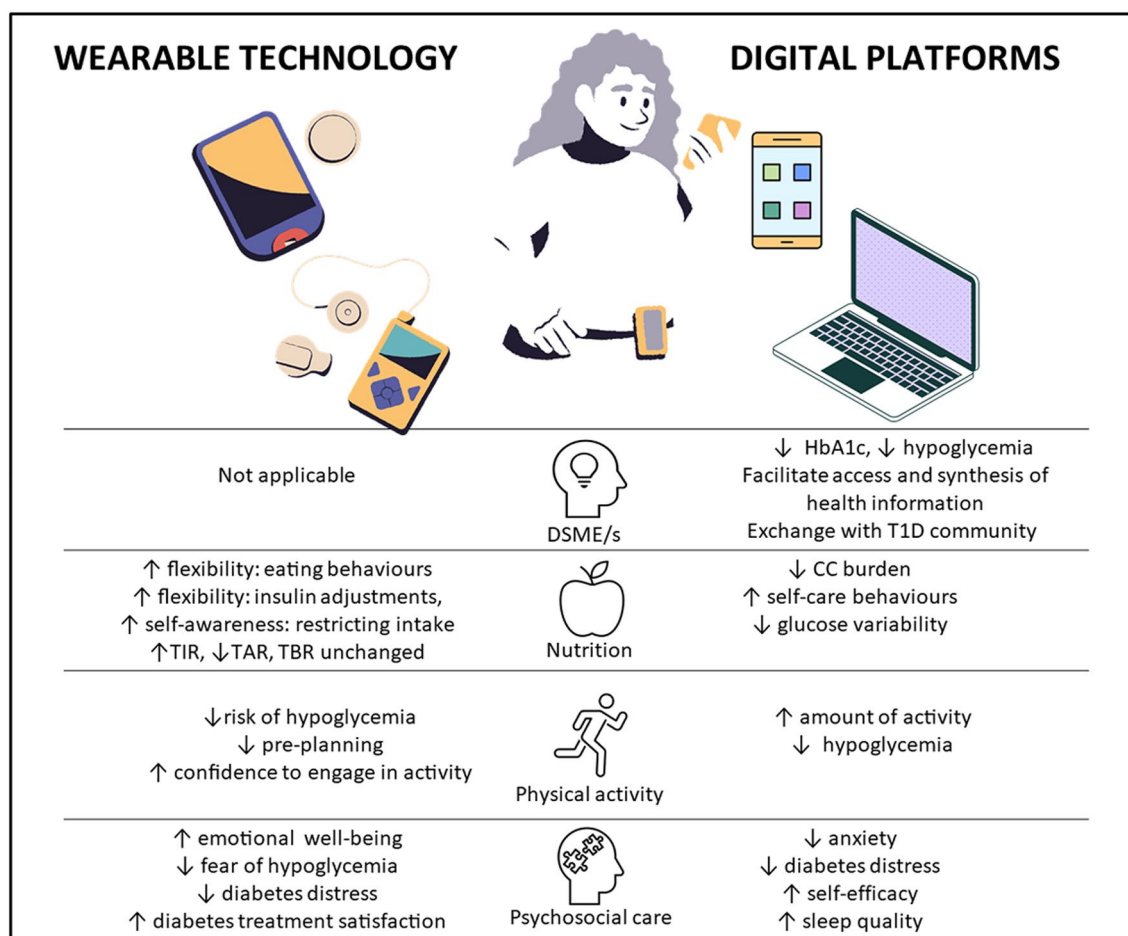 WEARABLE TECHNOLOGY
DIGITAL PLATFORMS
Not applicable
DSME/s
↓ HbA1c, ↓ hypoglycemia
Facilitate access and synthesis of
health information
Exchange with T1D community
↑ flexibility: eating behaviours
↑ flexibility: insulin adjustments,
↑ self-awareness: restricting intake
↑TIR, ↓TAR, TBR unchanged
Nutrition
↓ CC burden
↑ self-care behaviours
↓ glucose variability
↓risk of hypoglycemia
↓ pre-planning
↑ confidence to engage in activity
Physical activity
↑ amount of activity
↓ hypoglycemia
↑ emotional well-being
↓ fear of hypoglycemia
↓ diabetes distress
↑ diabetes treatment satisfaction
Psychosocial care
↓ anxiety
↓ diabetes distress
↑ self-efficacy
↑ sleep quality